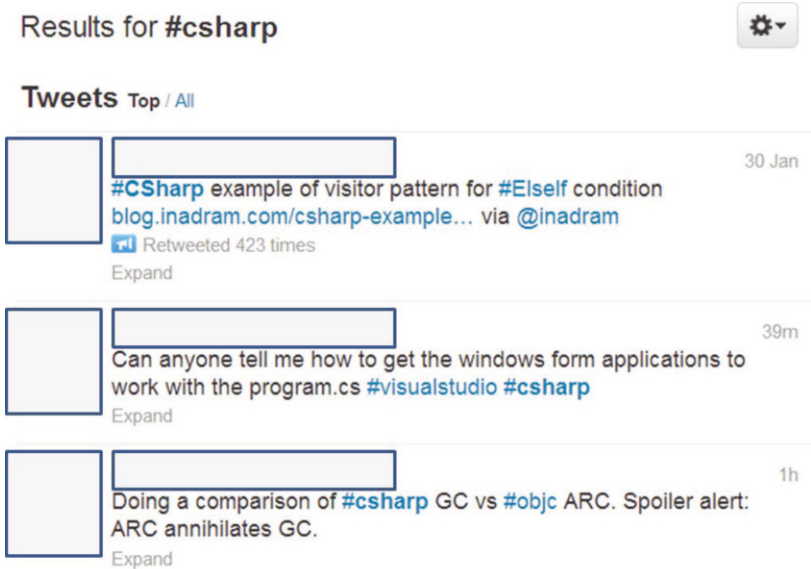 Results for #csharp
Tweets Top / All
30 Jan
#CSharp example of visitor pattern for #ElseIf condition
blog.inadram.com/csharp-example... via @inadram
Retweeted 423 times
Expand
39m
Can anyone tell me how to get the windows form applications to
work with the program.cs #visualstudio #csharp
Expand
1h
Doing a comparison of #csharp GC vs #objc ARC. Spoiler alert:
ARC annihilates GC.
Expand